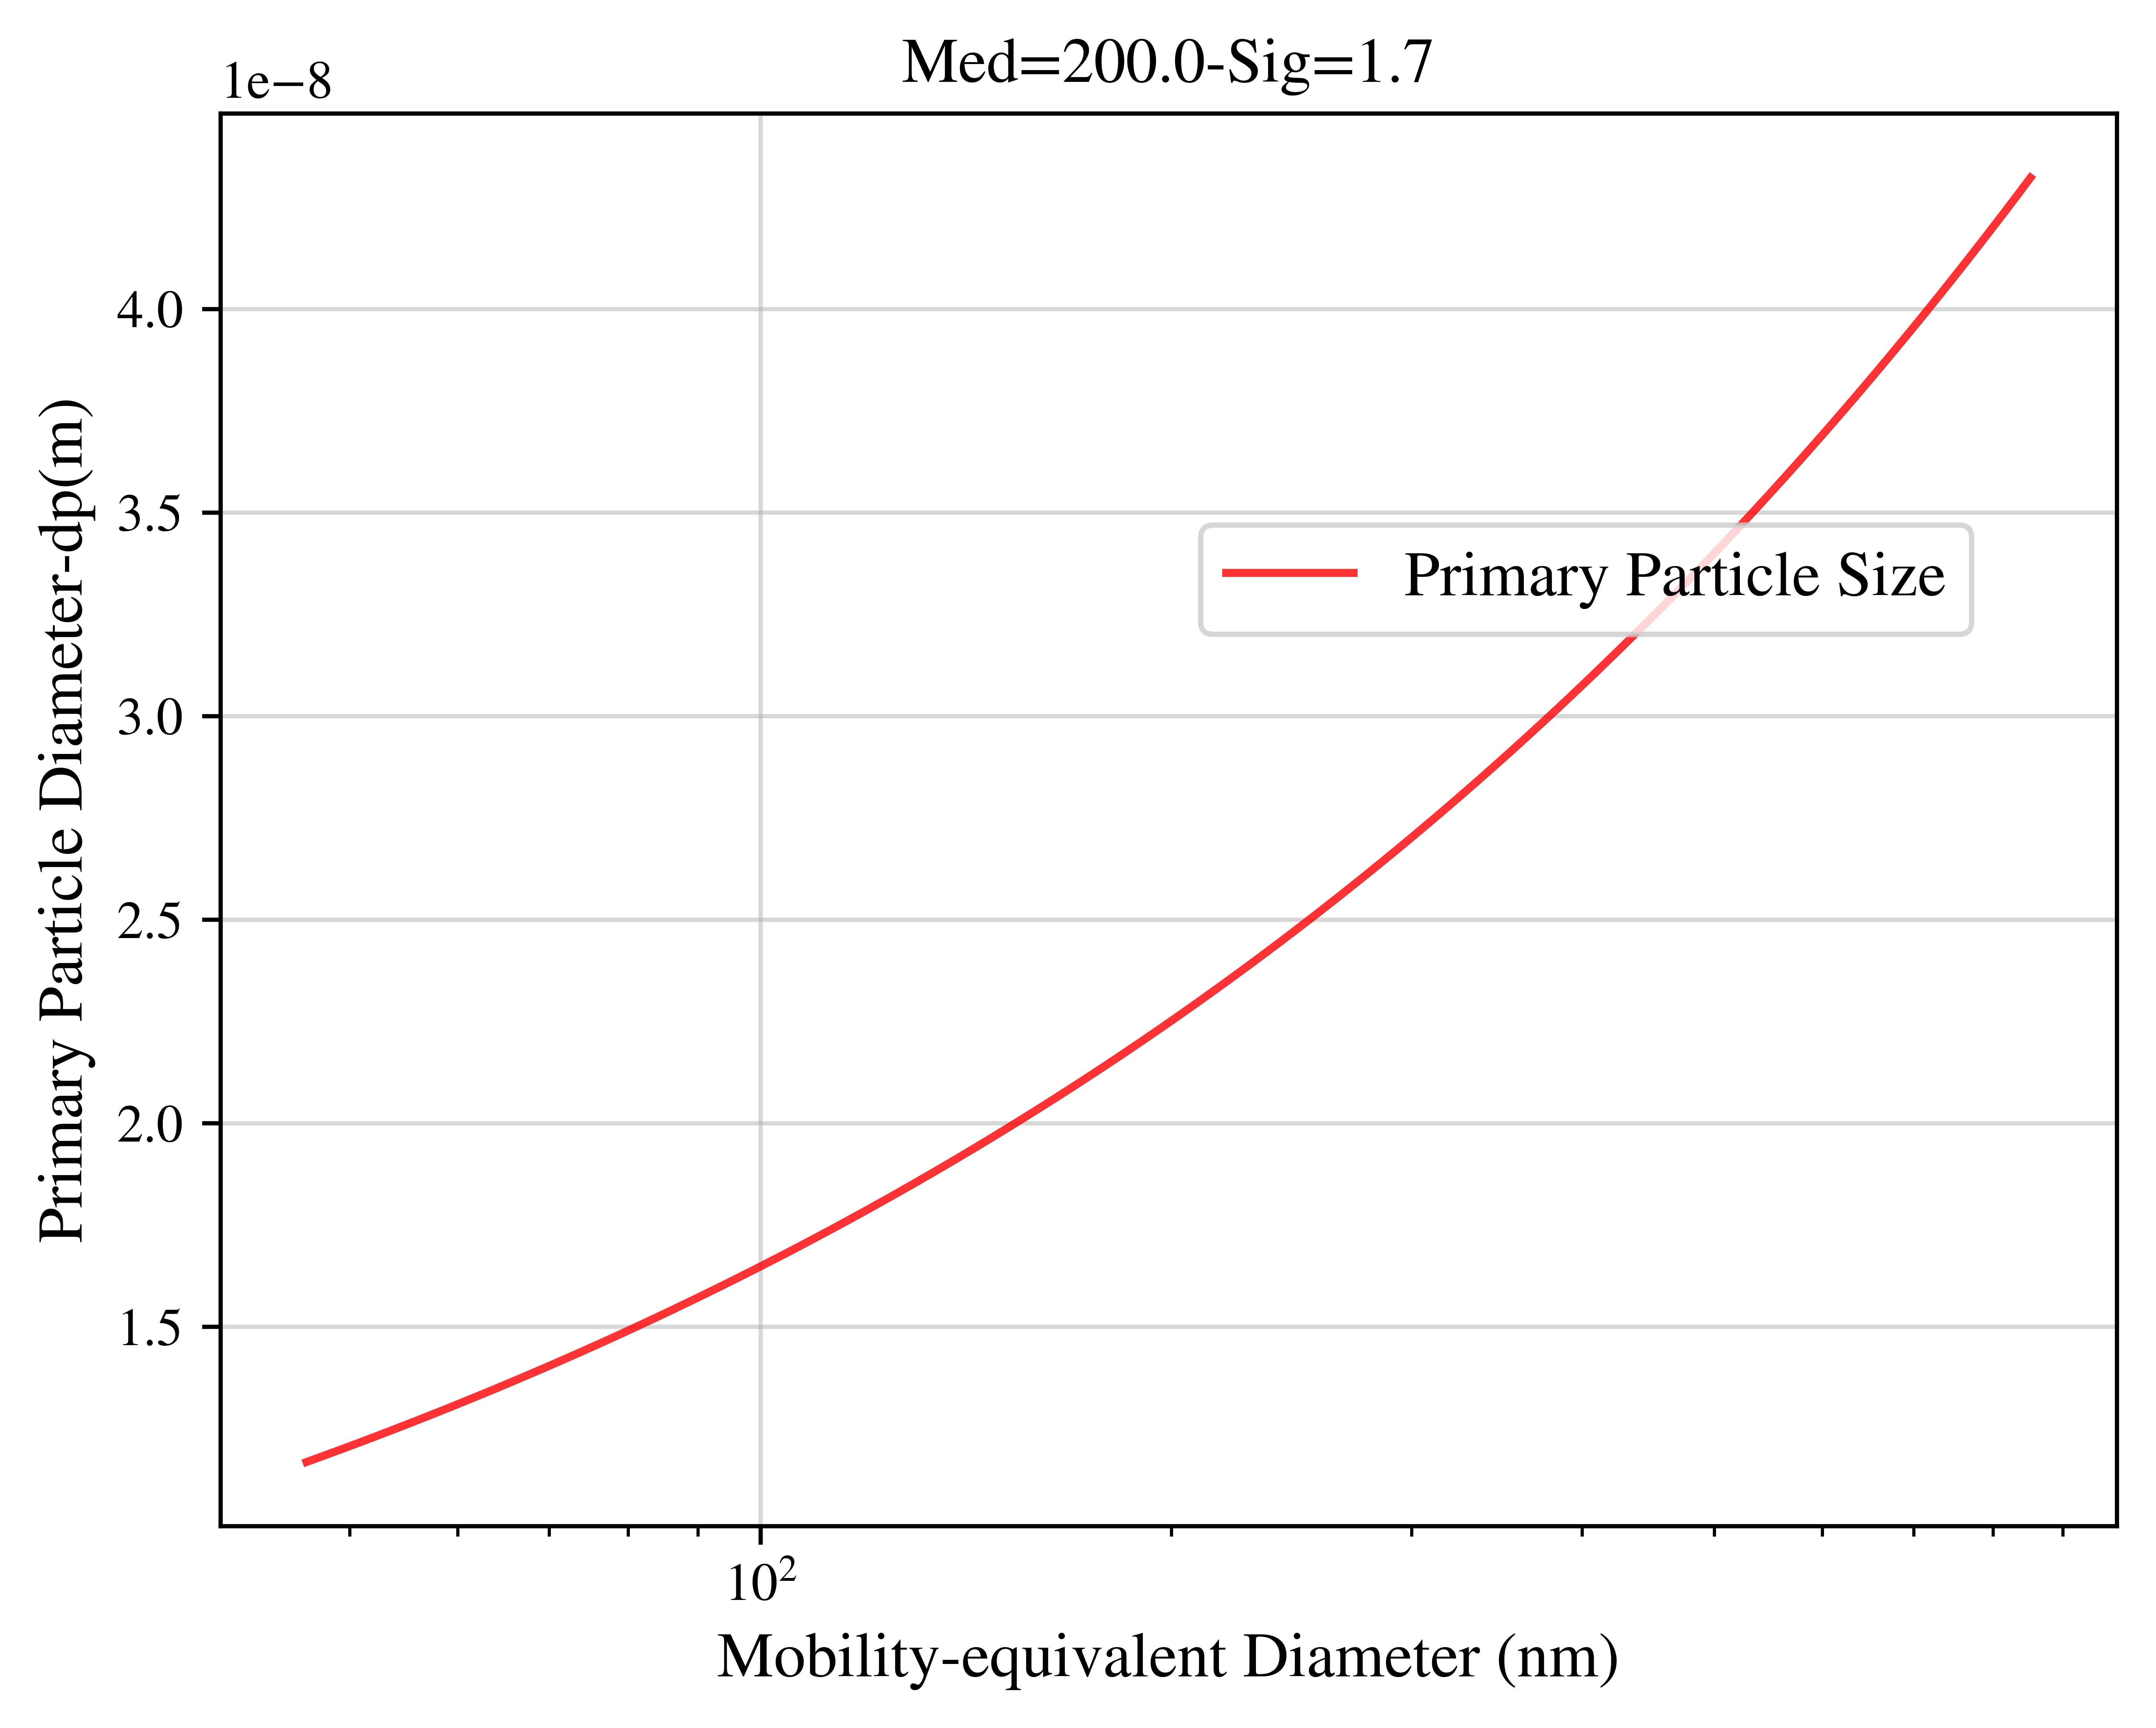 Med=200.0-Sig=1.7
1e−8
4.0
3.5
3.0
2.5
2.0
1.5
Primary Particle Diameter-dp(m)
Primary Particle Size
10²
Mobility-equivalent Diameter (nm)